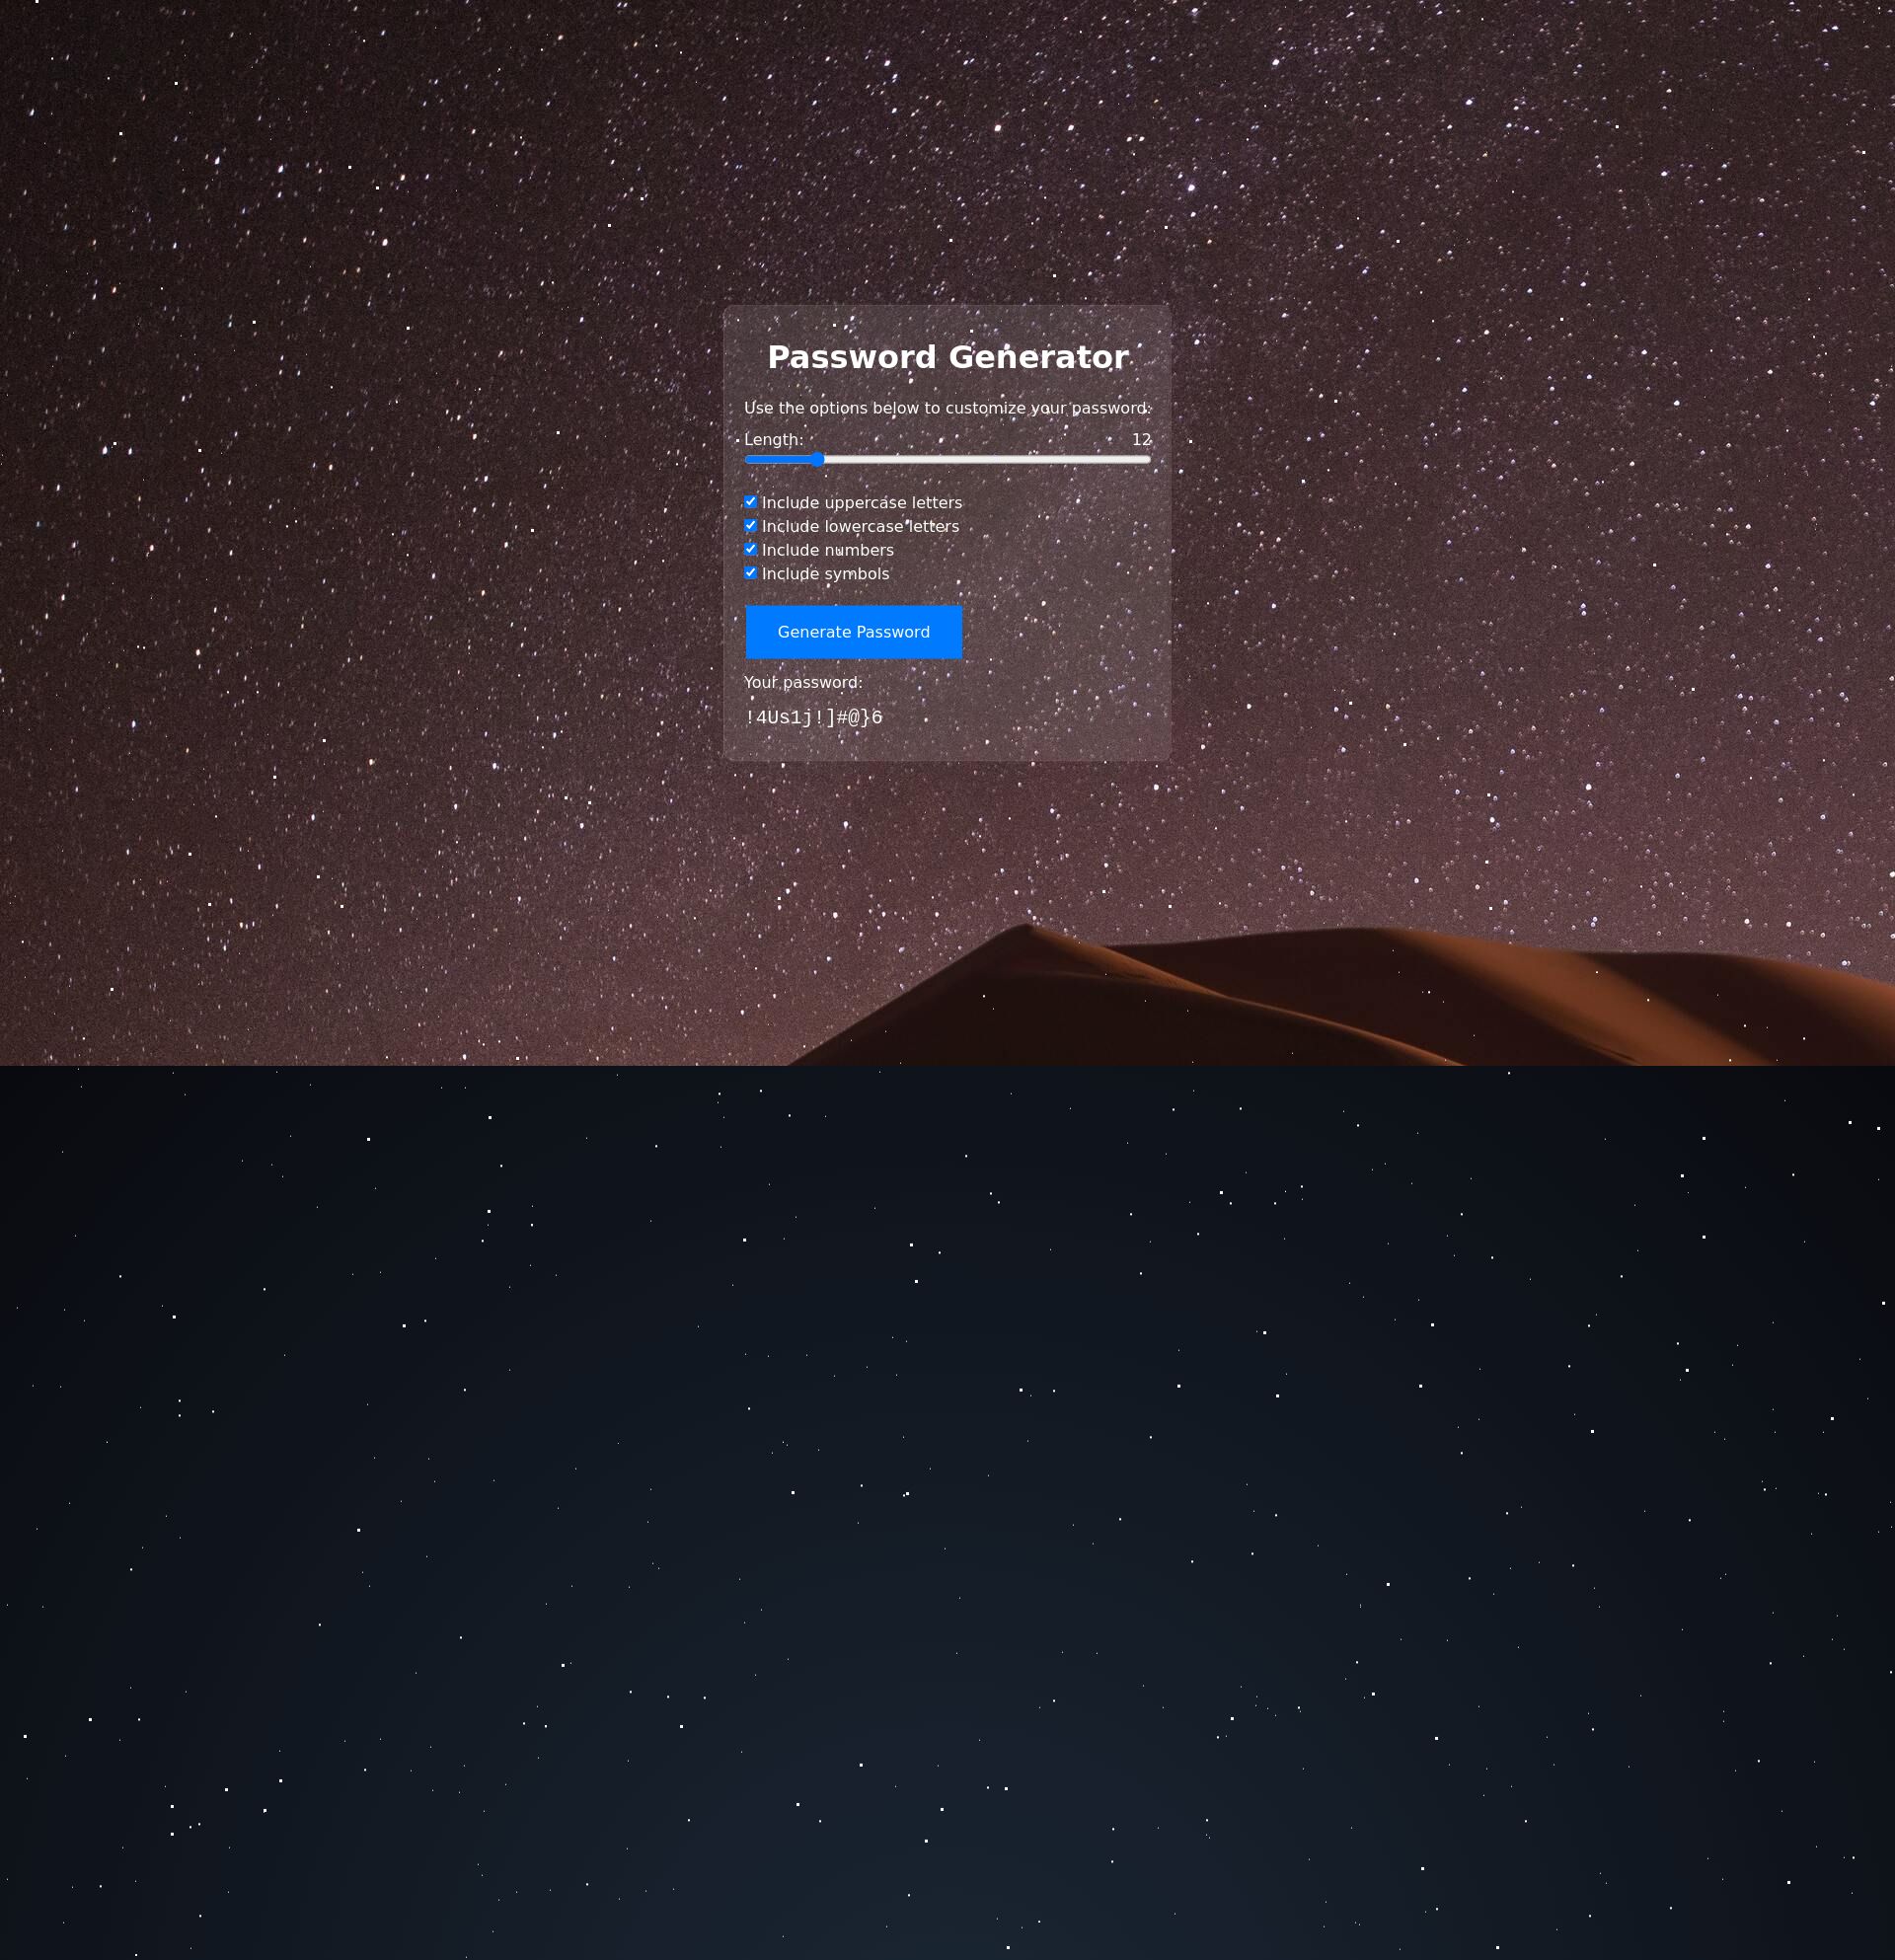 Password Generator
Use the options below to customize your password:
Length: 12
Include uppercase letters
Include lowercase letters
Include numbers
Include symbols
Generate Password
Your password:
!4Us1j!]#@}6